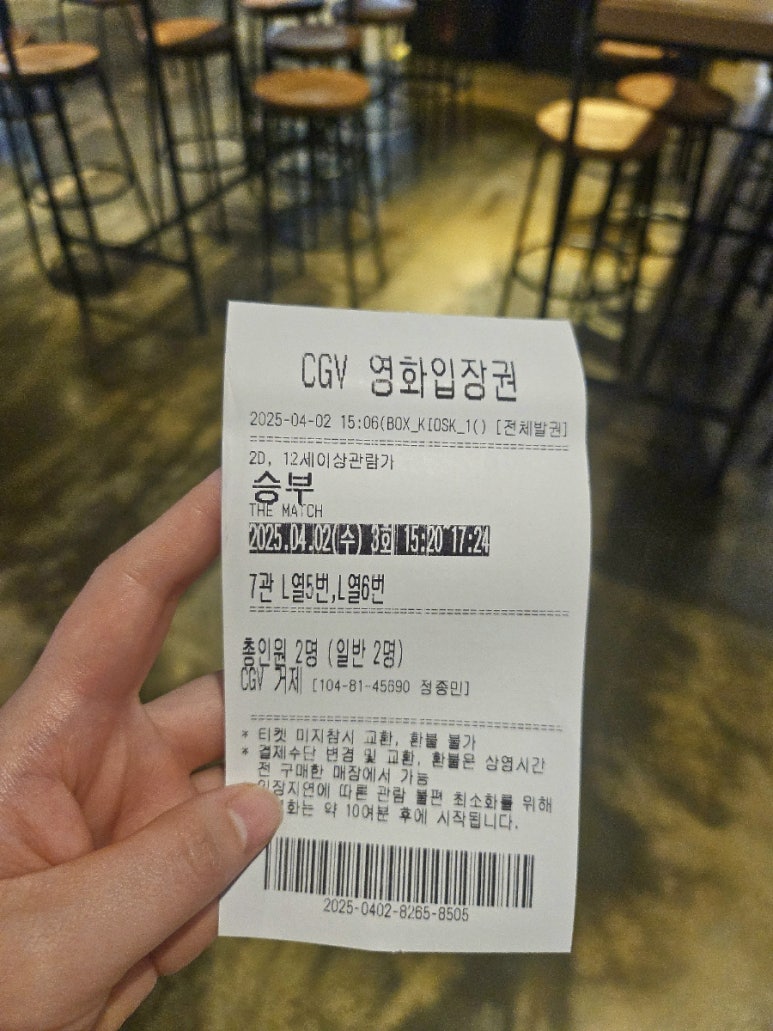 CGV 영화입장권
2025-04-02 15:06(BOX_KIOSK_1() [전체발권]
2D, 12세이상관람가
승부
THE MATCH
2025.04.02(수) 3회 15:20 17:24
7관 L열5번,L열6번
총인원 2명 (일반 2명)
CGV 거제 [104-81-45690 정종민]
* 티켓 미지참시 교환, 환불 불가
* 결제수단 변경 및 교환, 환불은 상영시간
전 구매한 매장에서 가능
입장지연에 따른 관람 불편 최소화를 위해
영화는 약 10여분 후에 시작됩니다.
2025-0402-8265-8505